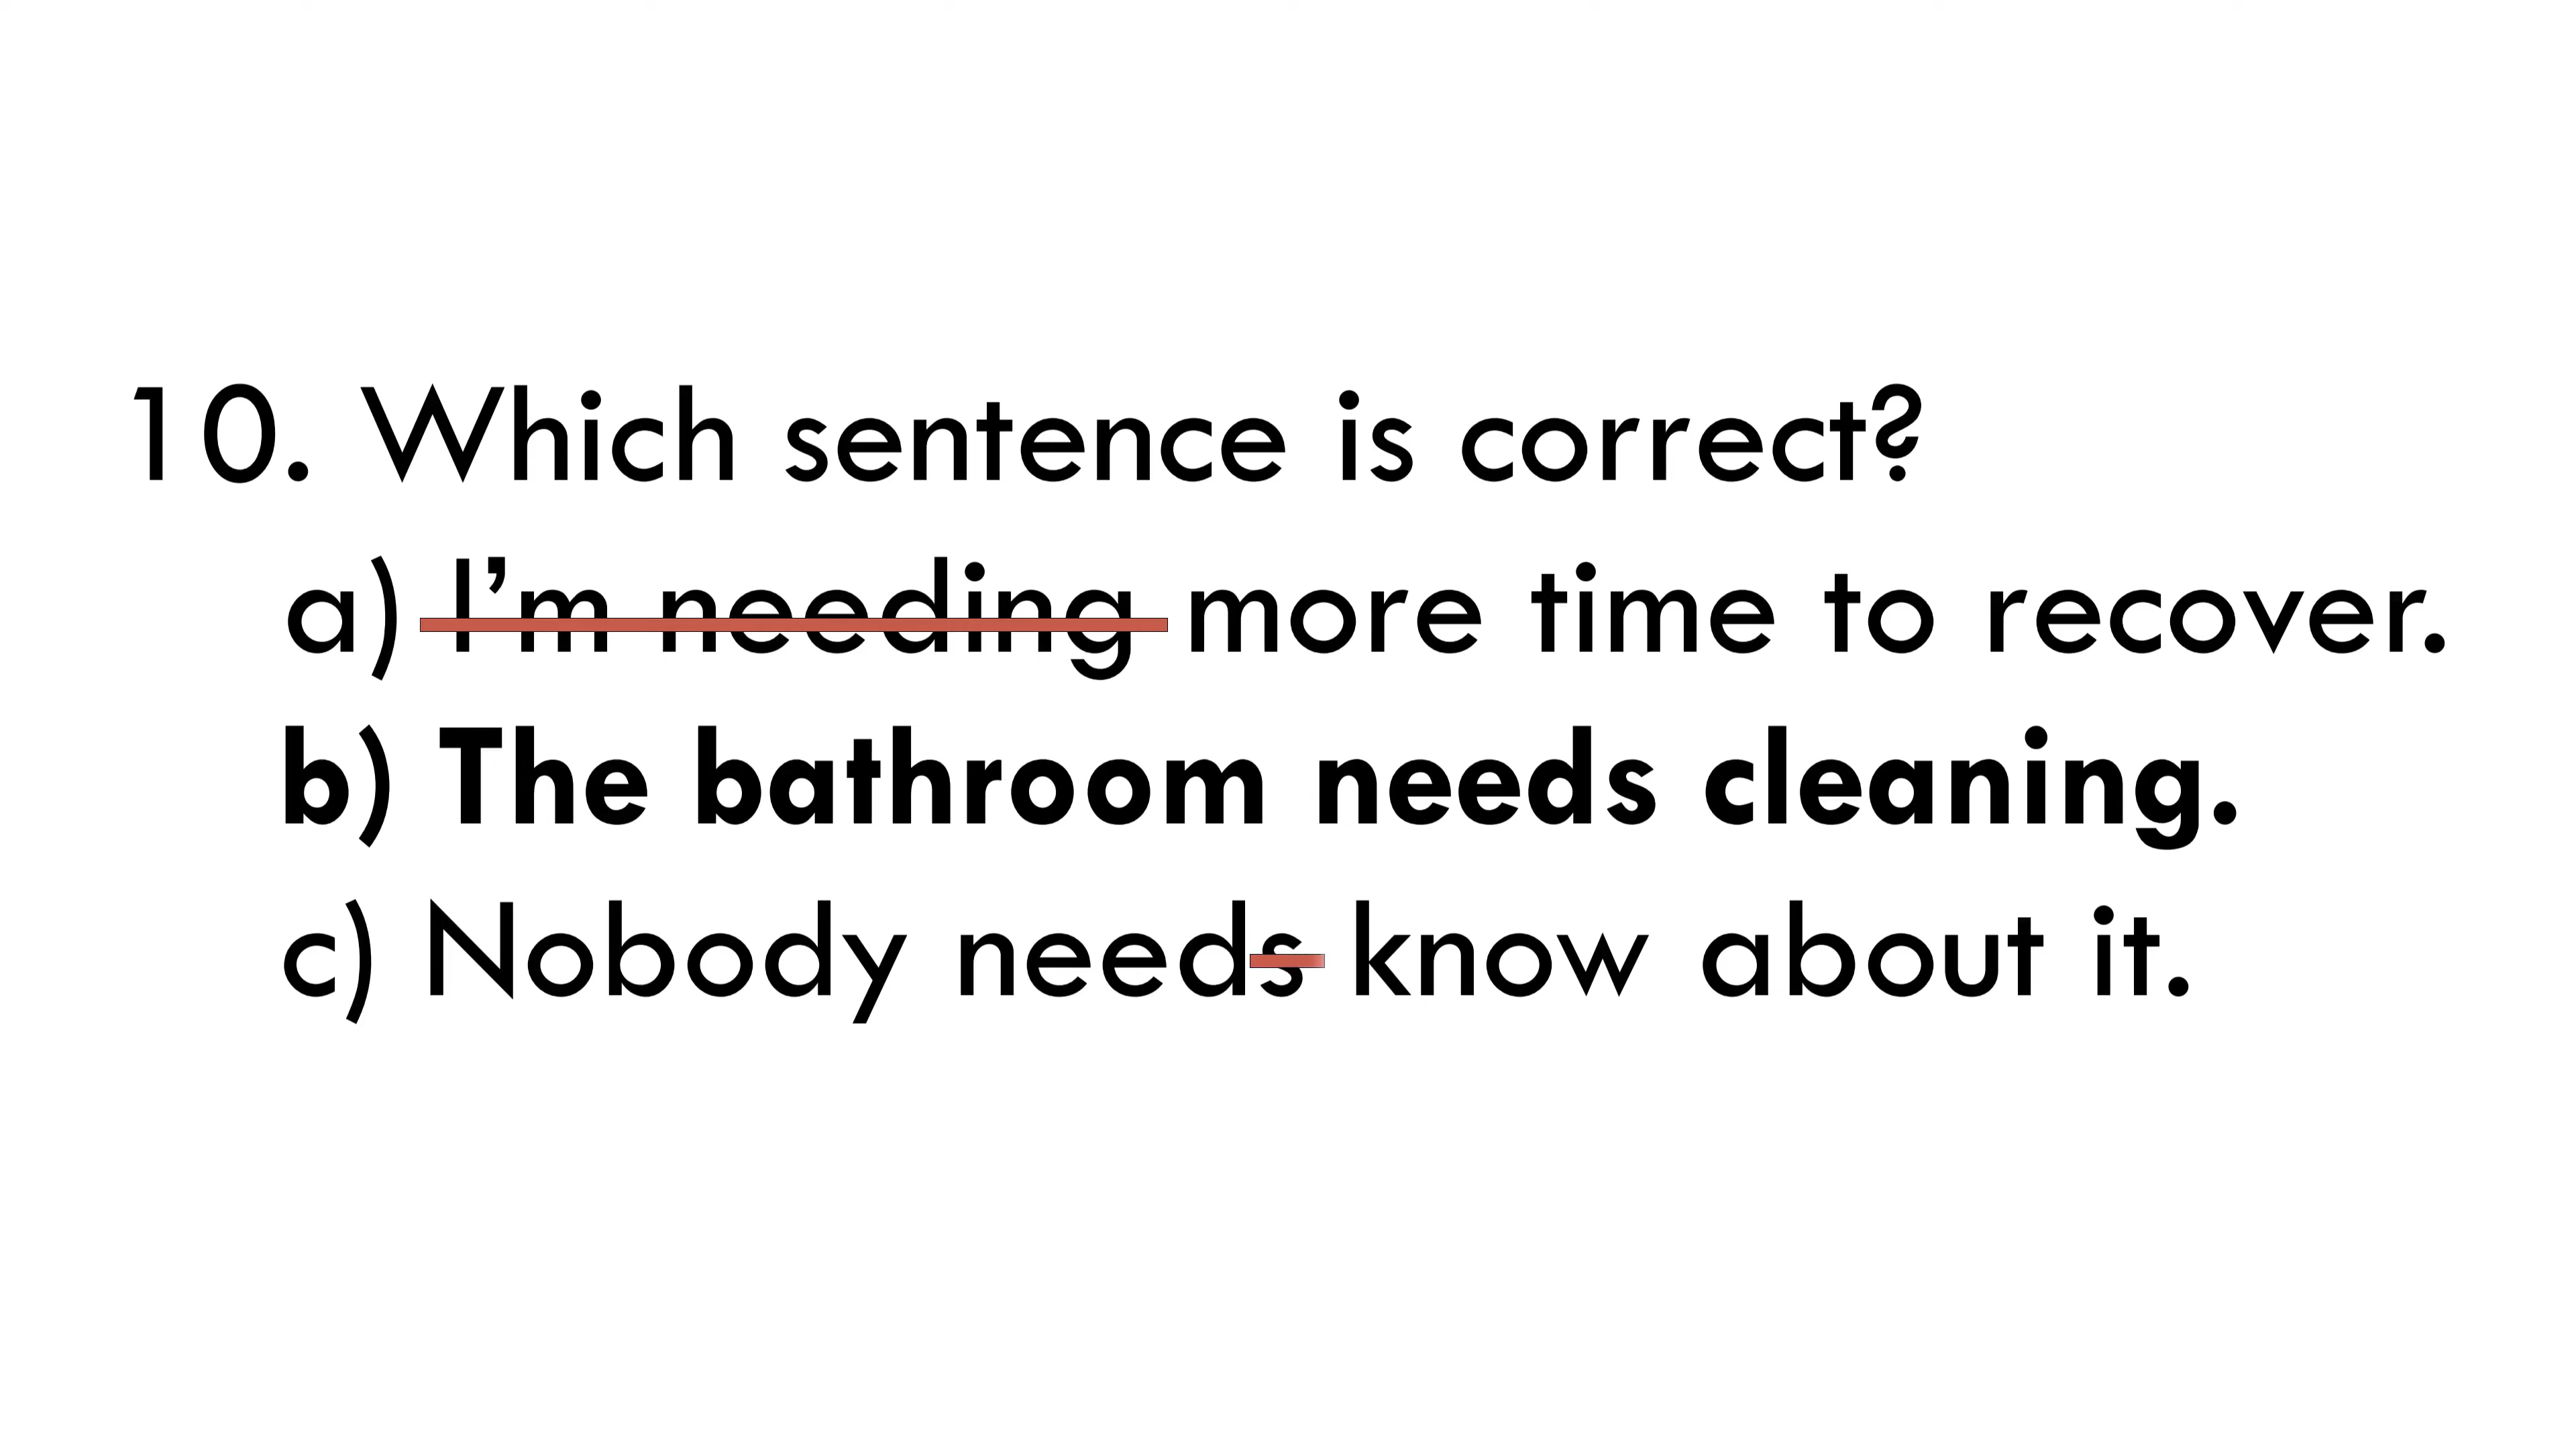 10. Which sentence is correct?
a) I’m needing more time to recover.
b) The bathroom needs cleaning.
c) Nobody needs know about it.